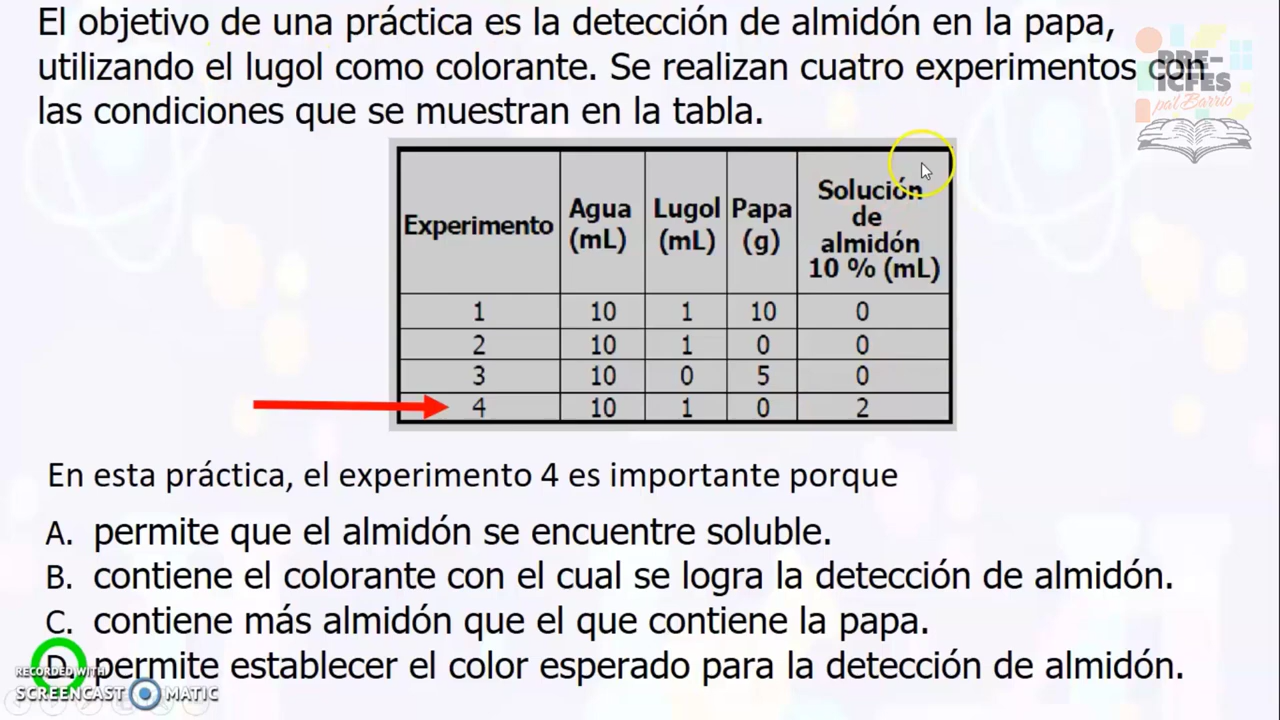 El objetivo de una práctica es la detección de almidón en la papa,
utilizando el lugol como colorante. Se realizan cuatro experimentos con
las condiciones que se muestran en la tabla.
PRE-
ICFES
pa'l Barrio
Experimento Agua (mL) Lugol (mL) Papa (g) Solución de almidón 10 % (mL)
1 10 1 10 0
2 10 1 0 0
3 10 0 5 0
4 10 1 0 2
En esta práctica, el experimento 4 es importante porque
A. permite que el almidón se encuentre soluble.
B. contiene el colorante con el cual se logra la detección de almidón.
C. contiene más almidón que el que contiene la papa.
D. permite establecer el color esperado para la detección de almidón.
RECORDED WITH
SCREENCAST MATIC